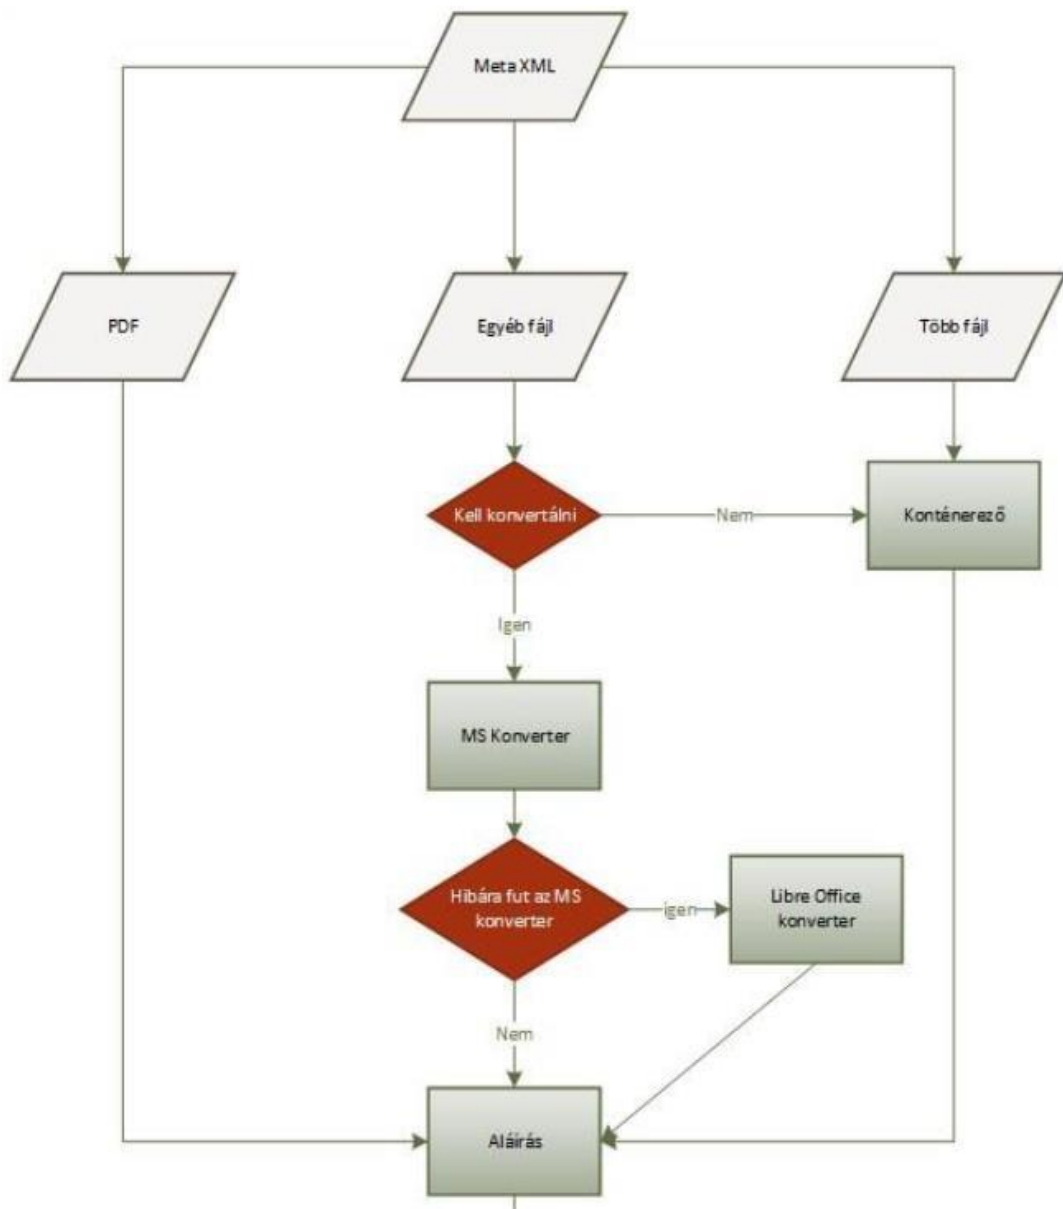 Meta XML
PDF
Egyéb fájl
Több fájl
Kell konvertálni
Nem
Konténerező
Igen
MS Konverter
Hibára fut az MS
konverter
igen
Libre Office
konverter
Nem
Aláírás